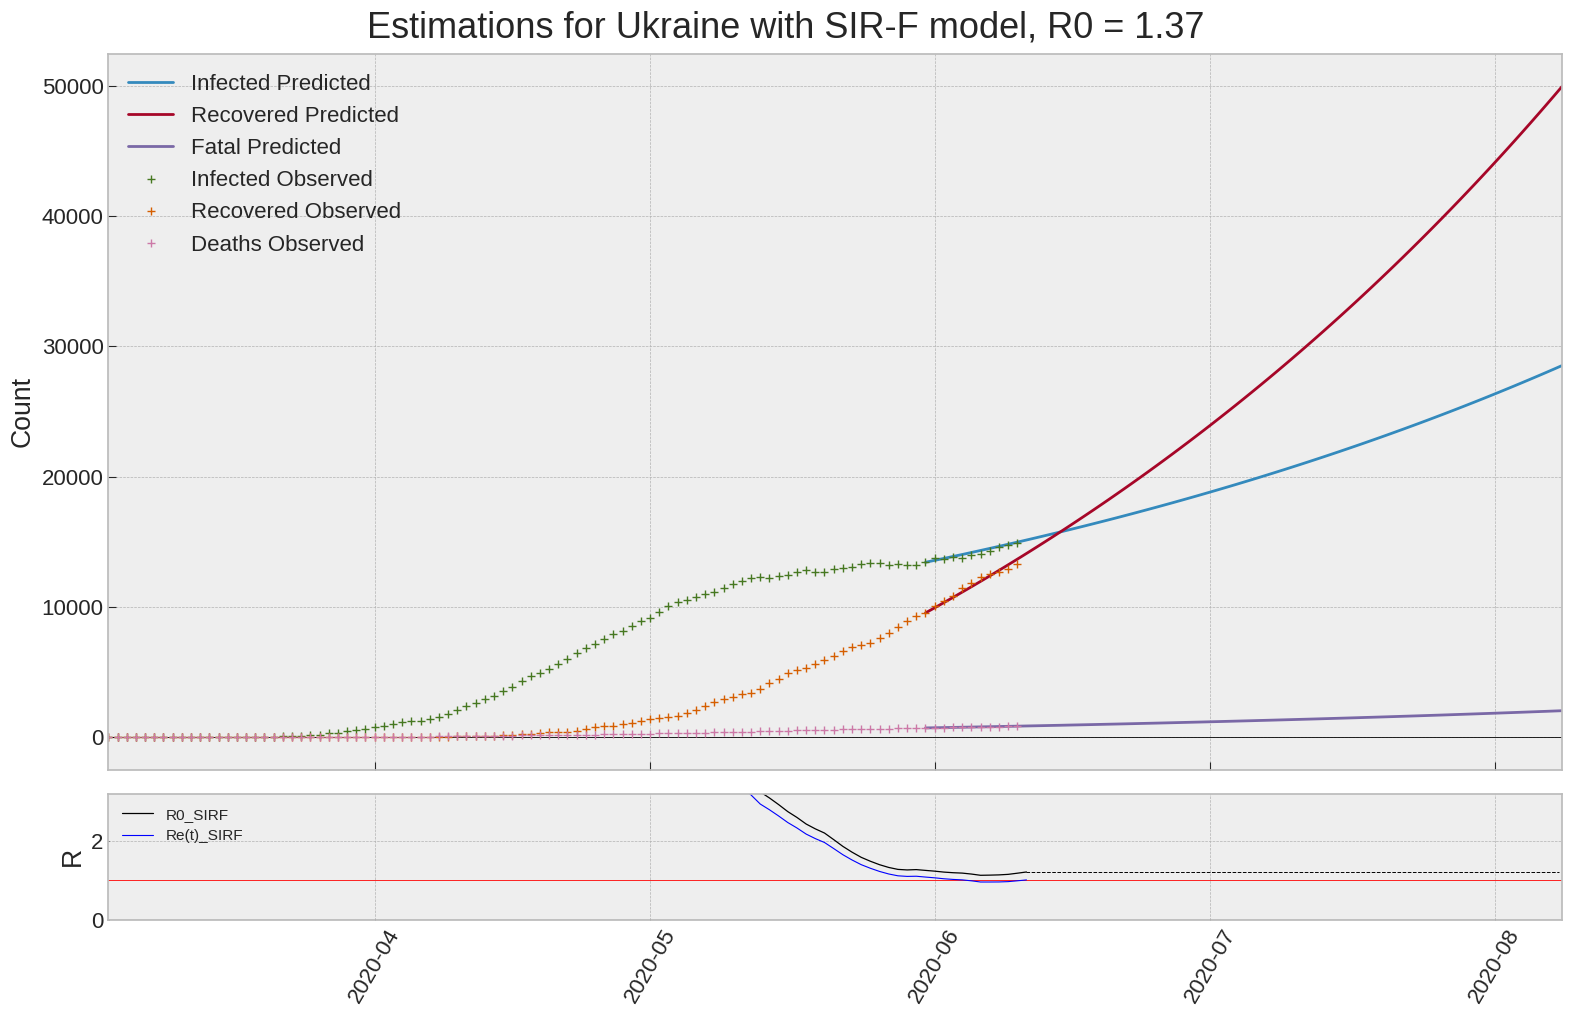 Estimations for Ukraine with SIR-F model, R0 = 1.37
50000
40000
30000
20000
10000
0
Count
Infected Predicted
Recovered Predicted
Fatal Predicted
Infected Observed
Recovered Observed
Deaths Observed
R0_SIRF
Re(t)_SIRF
2
0
R
2020-04
2020-05
2020-06
2020-07
2020-08